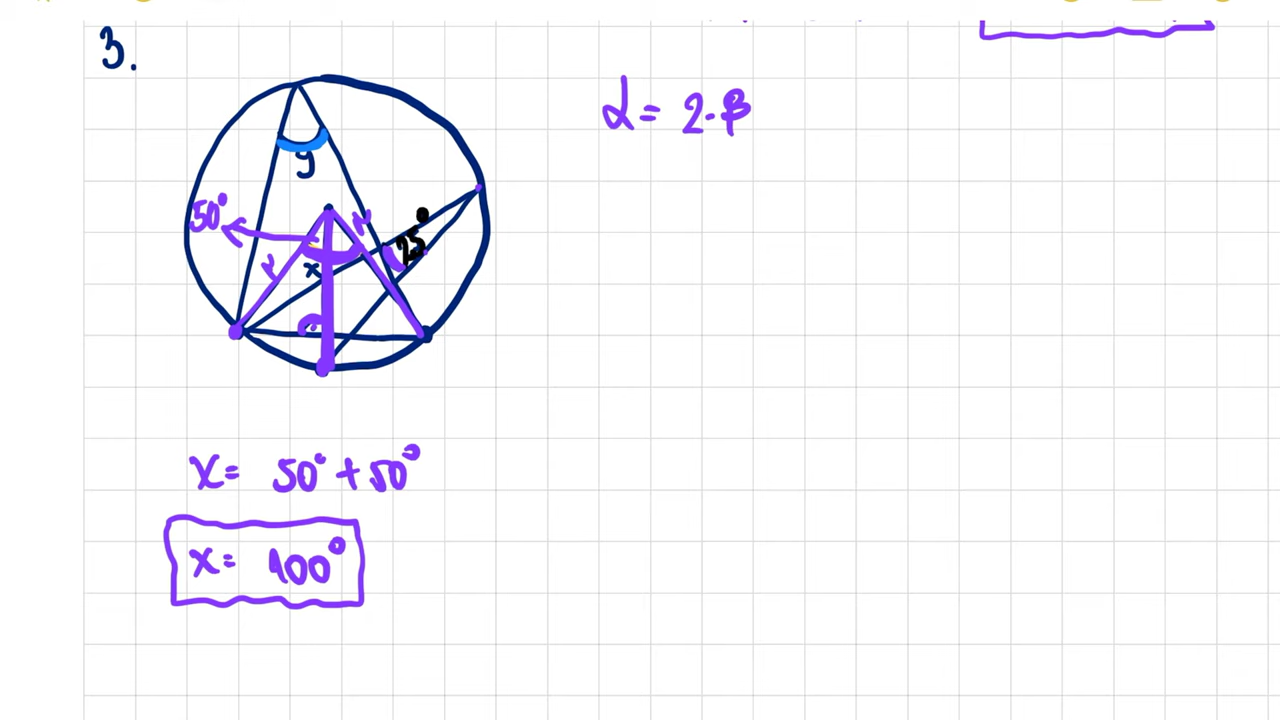 3.
α = 2·β
y
50°
25°
r
r
x
x = 50° + 50°
x = 100°